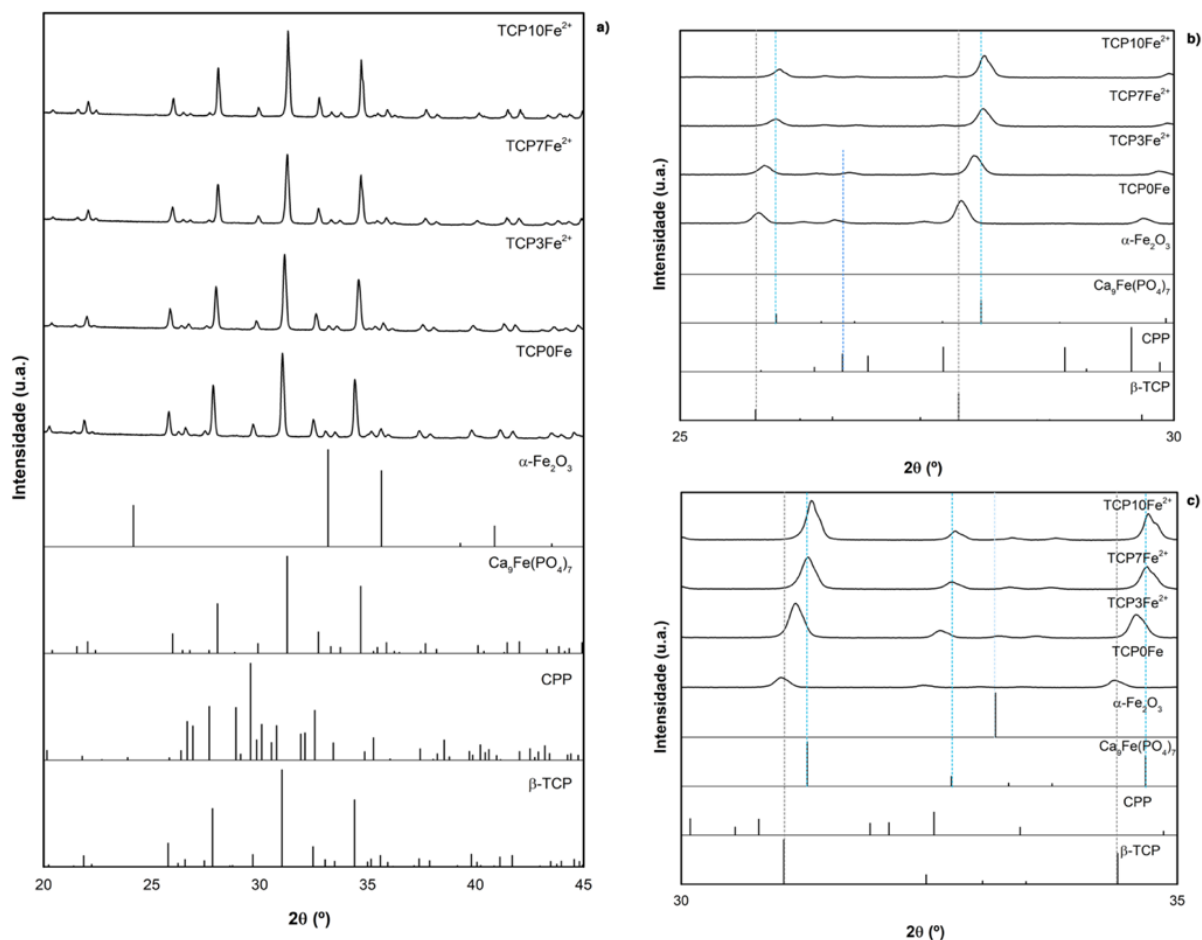 a)
TCP10Fe²⁺
TCP7Fe²⁺
TCP3Fe²⁺
TCP0Fe
α-Fe₂O₃
Ca₉Fe(PO₄)₇
CPP
β-TCP
Intensidade (u.a.)
20 25 30 35 40 45
2θ (º)
b)
TCP10Fe²⁺
TCP7Fe²⁺
TCP3Fe²⁺
TCP0Fe
α-Fe₂O₃
Ca₉Fe(PO₄)₇
CPP
β-TCP
Intensidade (u.a.)
25 30
2θ (º)
c)
TCP10Fe²⁺
TCP7Fe²⁺
TCP3Fe²⁺
TCP0Fe
α-Fe₂O₃
Ca₉Fe(PO₄)₇
CPP
β-TCP
Intensidade (u.a.)
30 35
2θ (º)